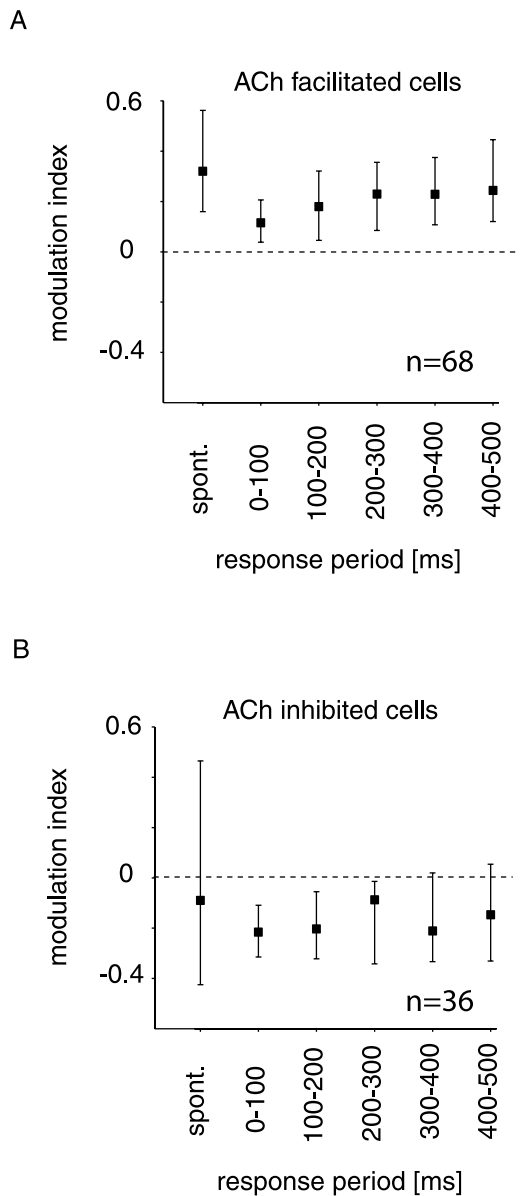 A
ACh facilitated cells
modulation index
0.6
0
-0.4
n=68
spont.
0-100
100-200
200-300
300-400
400-500
response period [ms]
B
ACh inhibited cells
modulation index
0.6
0
-0.4
n=36
spont.
0-100
100-200
200-300
300-400
400-500
response period [ms]